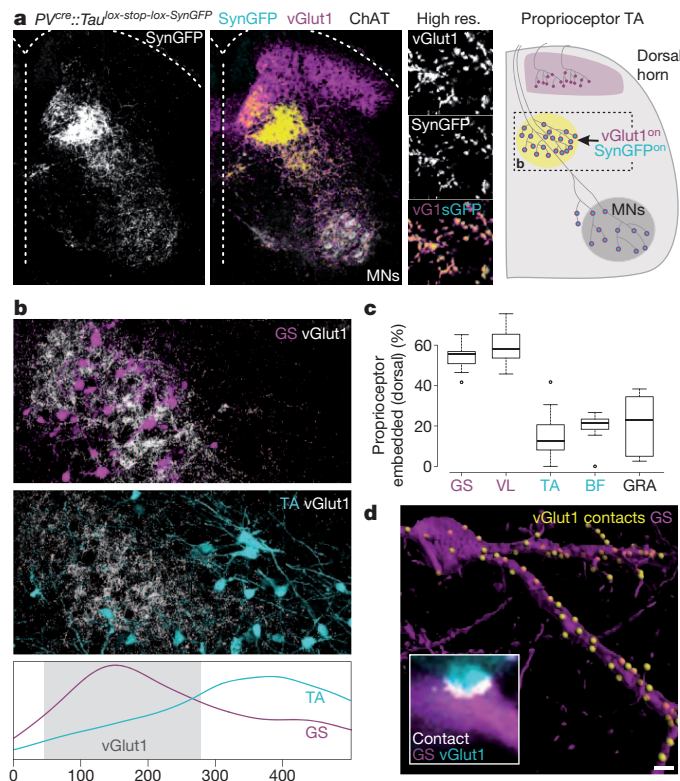 a PVcre::Taulox-stop-lox-SynGFP SynGFP vGlut1 ChAT High res. Proprioceptor TA
SynGFP
vGlut1
SynGFP
vG1sGFP
MNs
Dorsal
horn
vGlut1on
SynGFPon
b
MNs
b
GS vGlut1
TA vGlut1
TA
GS
vGlut1
0 100 200 300 400
c
Proprioceptor
embedded (dorsal) (%)
60
40
20
0
GS VL TA BF GRA
d
vGlut1 contacts GS
Contact
GS vGlut1